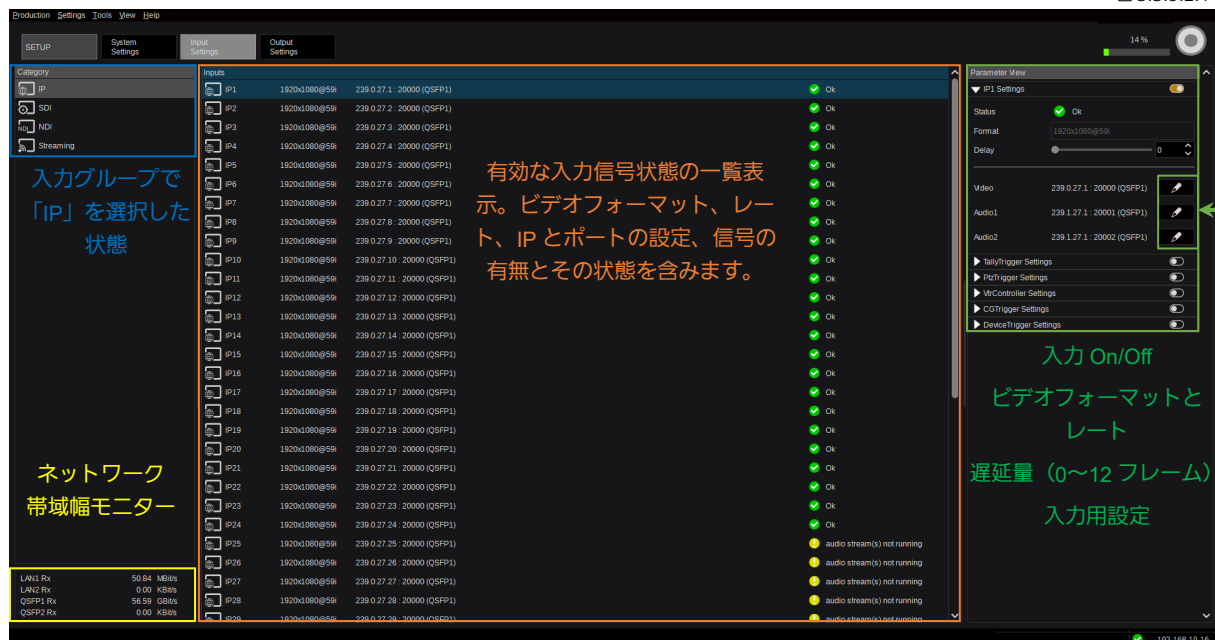 Production Settings Tools View Help
SETUP
System Settings
Input Settings
Output Settings
14 %
Category
IP
SDI
NDI
NDI
Streaming
入力グループで
「IP」を選択した
状態
ネットワーク
帯域幅モニター
LAN1 Rx 50.84 MBit/s
LAN2 Rx 0.00 KBit/s
QSFP1 Rx 56.59 GBit/s
QSFP2 Rx 0.00 KBit/s
Inputs
IP1 1920x1080@59i 239.0.27.1 : 20000 (QSFP1) Ok
IP2 1920x1080@59i 239.0.27.2 : 20000 (QSFP1) Ok
IP3 1920x1080@59i 239.0.27.3 : 20000 (QSFP1) Ok
IP4 1920x1080@59i 239.0.27.4 : 20000 (QSFP1) Ok
IP5 1920x1080@59i 239.0.27.5 : 20000 (QSFP1) Ok
IP6 1920x1080@59i 239.0.27.6 : 20000 (QSFP1) Ok
IP7 1920x1080@59i 239.0.27.7 : 20000 (QSFP1) Ok
IP8 1920x1080@59i 239.0.27.8 : 20000 (QSFP1) Ok
IP9 1920x1080@59i 239.0.27.9 : 20000 (QSFP1) Ok
IP10 1920x1080@59i 239.0.27.10 : 20000 (QSFP1) Ok
IP11 1920x1080@59i 239.0.27.11 : 20000 (QSFP1) Ok
IP12 1920x1080@59i 239.0.27.12 : 20000 (QSFP1) Ok
IP13 1920x1080@59i 239.0.27.13 : 20000 (QSFP1) Ok
IP14 1920x1080@59i 239.0.27.14 : 20000 (QSFP1) Ok
IP15 1920x1080@59i 239.0.27.15 : 20000 (QSFP1) Ok
IP16 1920x1080@59i 239.0.27.16 : 20000 (QSFP1) Ok
IP17 1920x1080@59i 239.0.27.17 : 20000 (QSFP1) Ok
IP18 1920x1080@59i 239.0.27.18 : 20000 (QSFP1) Ok
IP19 1920x1080@59i 239.0.27.19 : 20000 (QSFP1) Ok
IP20 1920x1080@59i 239.0.27.20 : 20000 (QSFP1) Ok
IP21 1920x1080@59i 239.0.27.21 : 20000 (QSFP1) Ok
IP22 1920x1080@59i 239.0.27.22 : 20000 (QSFP1) Ok
IP23 1920x1080@59i 239.0.27.23 : 20000 (QSFP1) Ok
IP24 1920x1080@59i 239.0.27.24 : 20000 (QSFP1) Ok
IP25 1920x1080@59i 239.0.27.25 : 20000 (QSFP1) audio stream(s) not running
IP26 1920x1080@59i 239.0.27.26 : 20000 (QSFP1) audio stream(s) not running
IP27 1920x1080@59i 239.0.27.27 : 20000 (QSFP1) audio stream(s) not running
IP28 1920x1080@59i 239.0.27.28 : 20000 (QSFP1) audio stream(s) not running
IP29 1920x1080@59i 239.0.27.29 : 20000 (QSFP1) audio stream(s) not running
有効な入力信号状態の一覧表
示。ビデオフォーマット、レー
ト、IP とポートの設定、信号の
有無とその状態を含みます。
Parameter View
IP1 Settings
Status Ok
Format 1920x1080@59i
Delay 0
Video 239.0.27.1 : 20000 (QSFP1)
Audio1 239.1.27.1 : 20001 (QSFP1)
Audio2 239.1.27.1 : 20002 (QSFP1)
TallyTrigger Settings
PtzTrigger Settings
VtrController Settings
CGTrigger Settings
DeviceTrigger Settings
入力 On/Off
ビデオフォーマットと
レート
遅延量（0〜12 フレーム）
入力用設定
192.168.10.16